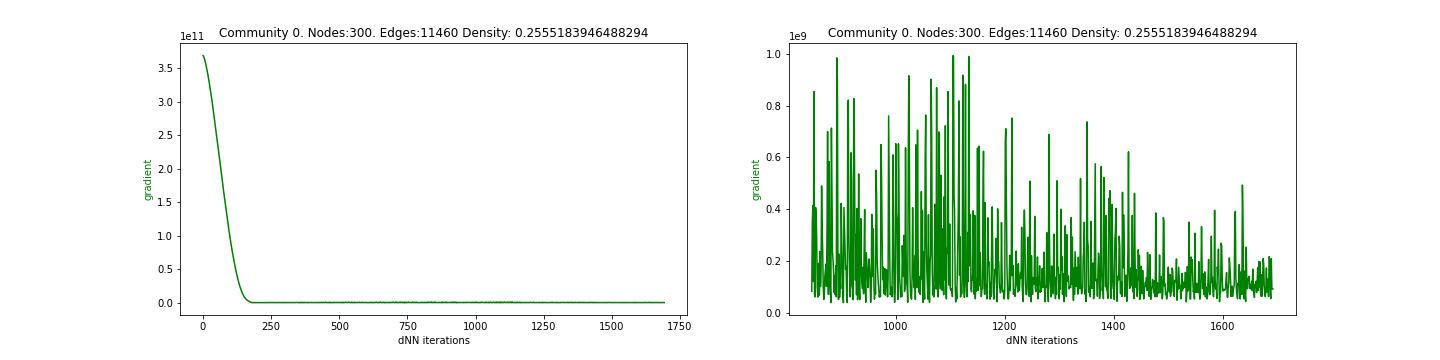 Community 0. Nodes:300. Edges:11460 Density: 0.2555183946488294
1e11
3.5
3.0
2.5
2.0
1.5
1.0
0.5
0.0
gradient
0 250 500 750 1000 1250 1500 1750
dNN iterations
Community 0. Nodes:300. Edges:11460 Density: 0.2555183946488294
1e9
1.0
0.8
0.6
0.4
0.2
0.0
gradient
1000 1200 1400 1600
dNN iterations